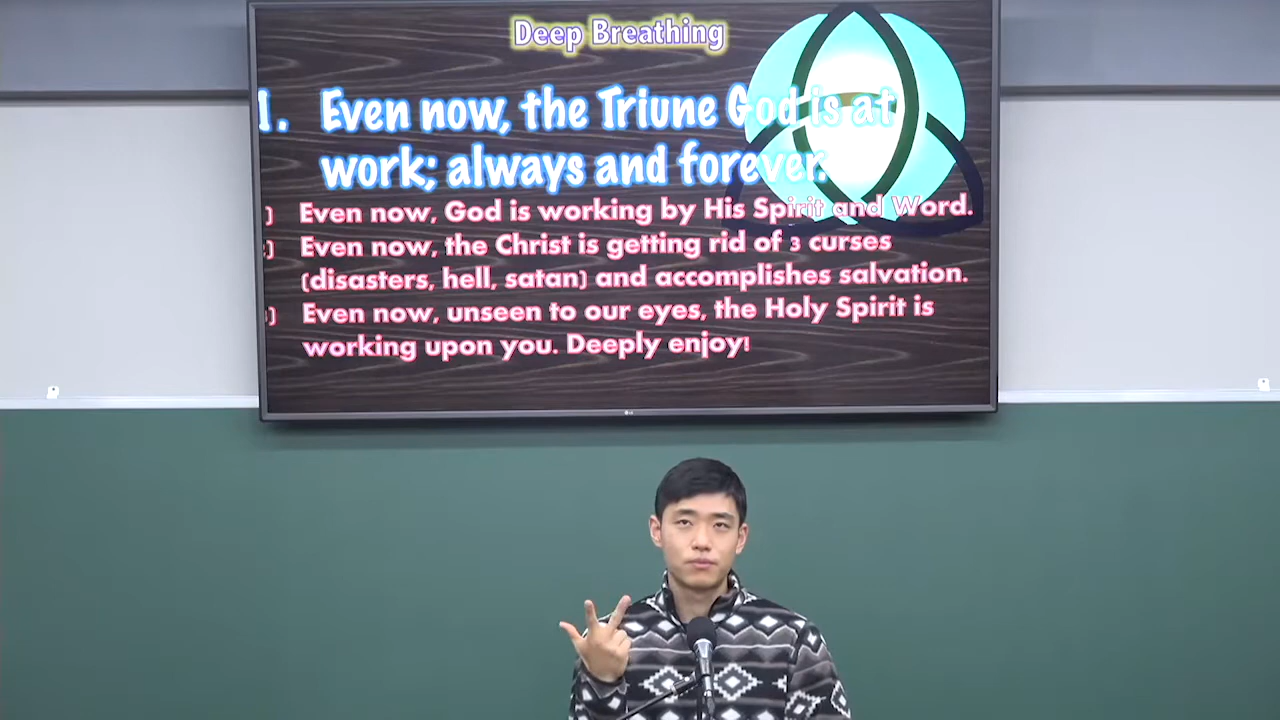 Deep Breathing
1. Even now, the Triune God is at
work; always and forever.
) Even now, God is working by His Spirit and Word.
) Even now, the Christ is getting rid of 3 curses
(disasters, hell, satan) and accomplishes salvation.
) Even now, unseen to our eyes, the Holy Spirit is
working upon you. Deeply enjoy!
LG